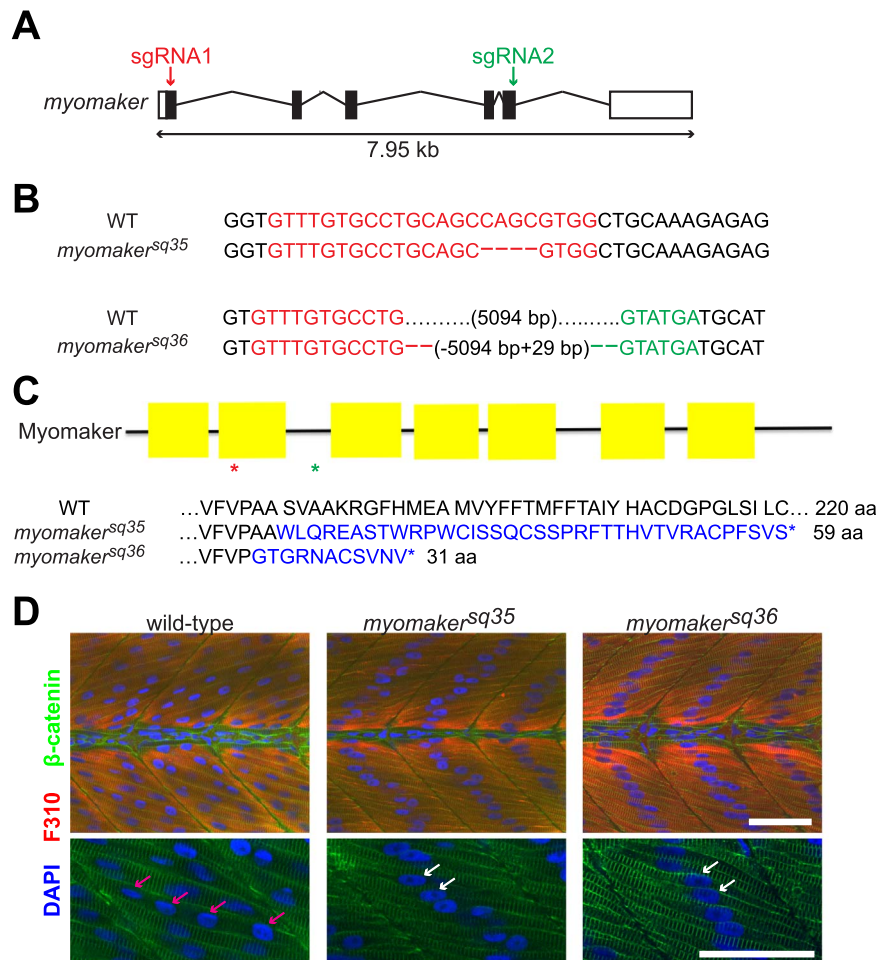 A
sgRNA1 sgRNA2
myomaker
7.95 kb
B
WT GGTGTTTGTGCCTGCAGCCAGCGTGGCTGCAAAGAGAG
myomakersq35 GGTGTTTGTGCCTGCAGC----GTGGCTGCAAAGAGAG
WT GTGTTTGTGCCTG..........(5094 bp)..........GTATGATGCAT
myomakersq36 GTGTTTGTGCCTG--(-5094 bp+29 bp)--GTATGATGCAT
C
Myomaker
* *
WT ...VFVPAA SVAAKRGFHMEA MVYFFTMFFTAIY HACDGPGLSI LC... 220 aa
myomakersq35 ...VFVPAAWLQREASTWRPWCISSQCSSPRFTTHVTVRACPFSVS* 59 aa
myomakersq36 ...VFVPGTGRNACSVNV* 31 aa
D
wild-type myomakersq35 myomakersq36
DAPI F310 β-catenin